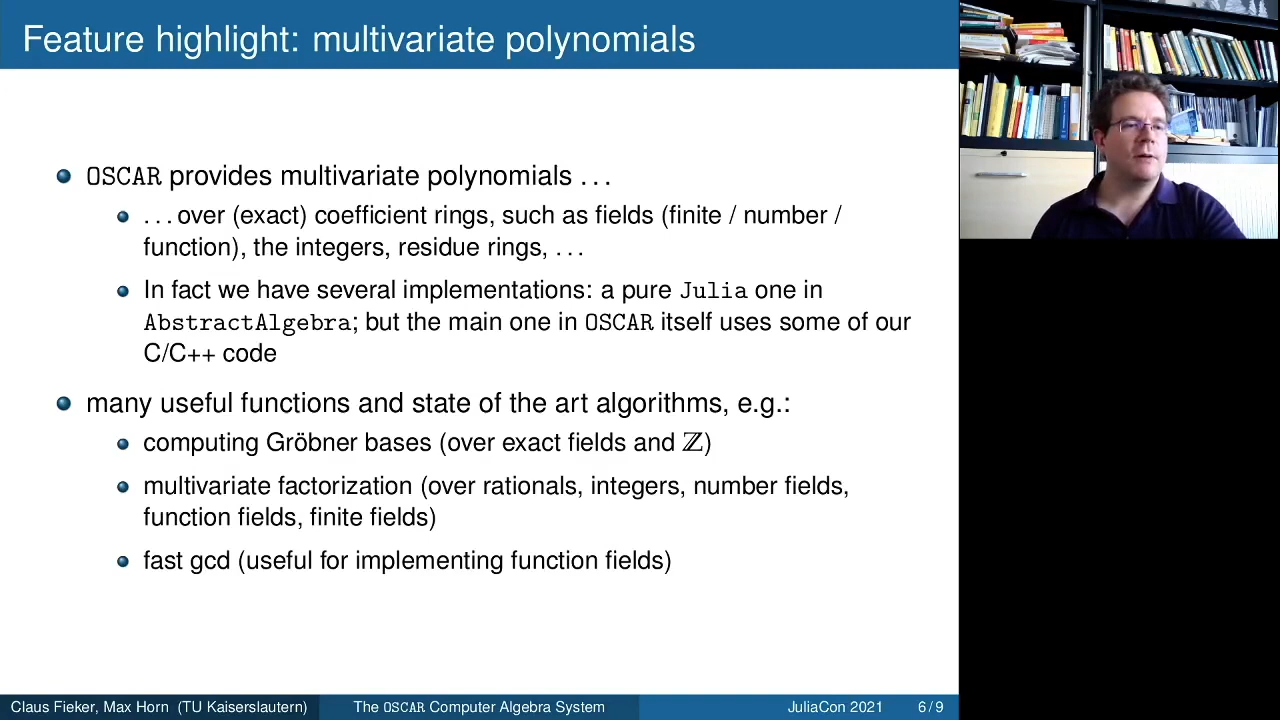 Feature highlight: multivariate polynomials
OSCAR provides multivariate polynomials . . .
. . . over (exact) coefficient rings, such as fields (finite / number /
function), the integers, residue rings, . . .
In fact we have several implementations: a pure Julia one in
AbstractAlgebra; but the main one in OSCAR itself uses some of our
C/C++ code
many useful functions and state of the art algorithms, e.g.:
computing Gröbner bases (over exact fields and ℤ)
multivariate factorization (over rationals, integers, number fields,
function fields, finite fields)
fast gcd (useful for implementing function fields)
Claus Fieker, Max Horn (TU Kaiserslautern) The OSCAR Computer Algebra System JuliaCon 2021 6 / 9